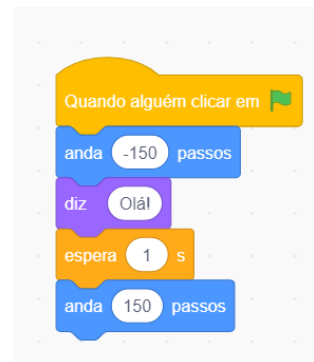 Quando alguém clicar em
anda -150 passos
diz Olá!
espera 1 s
anda 150 passos